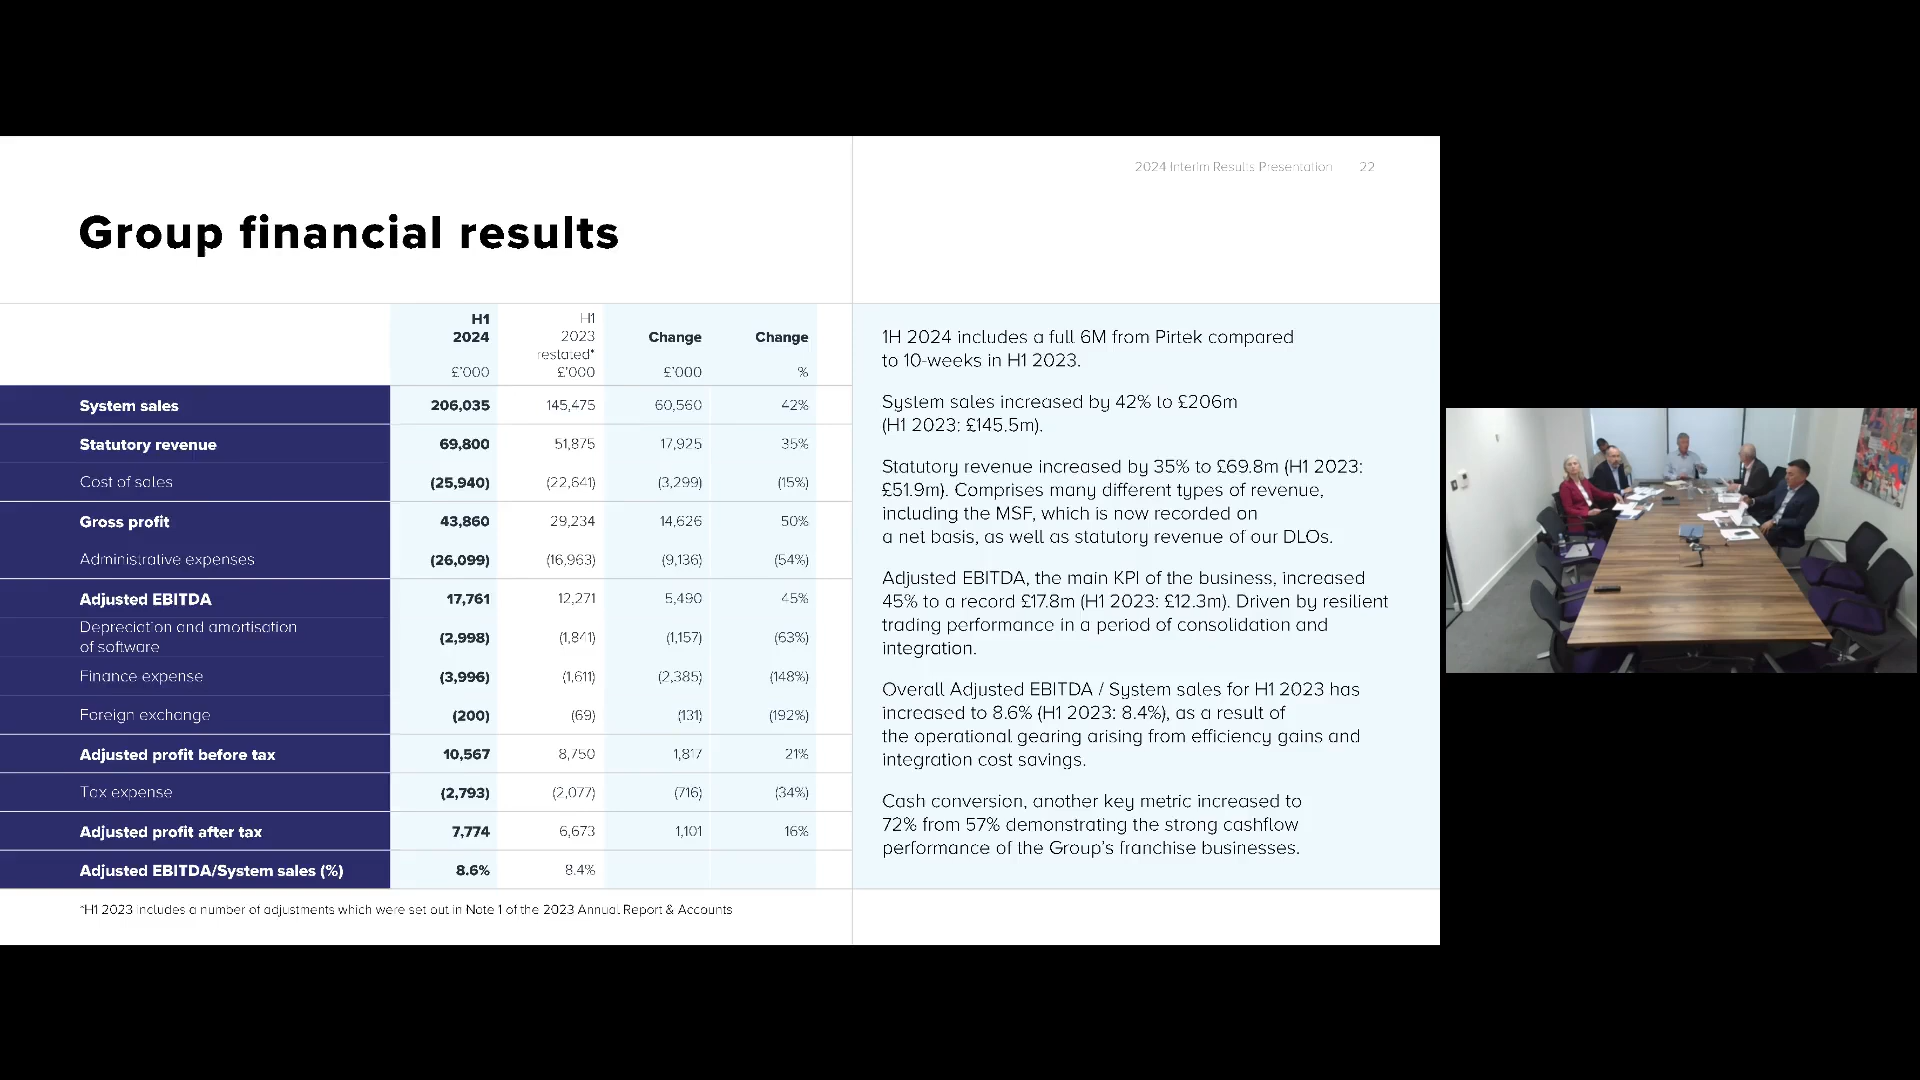 2024 Interim Results Presentation 22
Group financial results
H1 2024 £'000 H1 2023 restated* £'000 Change £'000 Change %
System sales 206,035 145,475 60,560 42%
Statutory revenue 69,800 51,875 17,925 35%
Cost of sales (25,940) (22,641) (3,299) (15%)
Gross profit 43,860 29,234 14,626 50%
Administrative expenses (26,099) (16,963) (9,136) (54%)
Adjusted EBITDA 17,761 12,271 5,490 45%
Depreciation and amortisation
of software (2,998) (1,841) (1,157) (63%)
Finance expense (3,996) (1,611) (2,385) (148%)
Foreign exchange (200) (69) (131) (192%)
Adjusted profit before tax 10,567 8,750 1,817 21%
Tax expense (2,793) (2,077) (716) (34%)
Adjusted profit after tax 7,774 6,673 1,101 16%
Adjusted EBITDA/System sales (%) 8.6% 8.4%
*H1 2023 includes a number of adjustments which were set out in Note 1 of the 2023 Annual Report & Accounts
1H 2024 includes a full 6M from Pirtek compared
to 10-weeks in H1 2023.
System sales increased by 42% to £206m
(H1 2023: £145.5m).
Statutory revenue increased by 35% to £69.8m (H1 2023:
£51.9m). Comprises many different types of revenue,
including the MSF, which is now recorded on
a net basis, as well as statutory revenue of our DLOs.
Adjusted EBITDA, the main KPI of the business, increased
45% to a record £17.8m (H1 2023: £12.3m). Driven by resilient
trading performance in a period of consolidation and
integration.
Overall Adjusted EBITDA / System sales for H1 2023 has
increased to 8.6% (H1 2023: 8.4%), as a result of
the operational gearing arising from efficiency gains and
integration cost savings.
Cash conversion, another key metric increased to
72% from 57% demonstrating the strong cashflow
performance of the Group's franchise businesses.